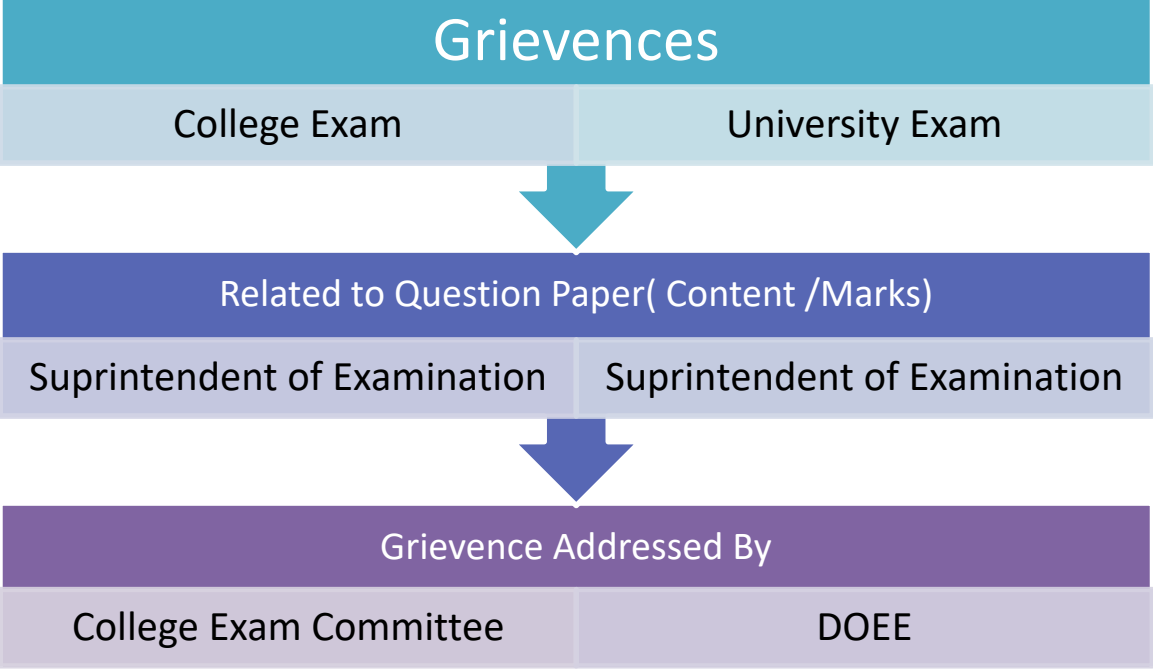 Grievences
College Exam
University Exam
Related to Question Paper( Content /Marks)
Suprintendent of Examination
Suprintendent of Examination
Grievence Addressed By
College Exam Committee
DOEE